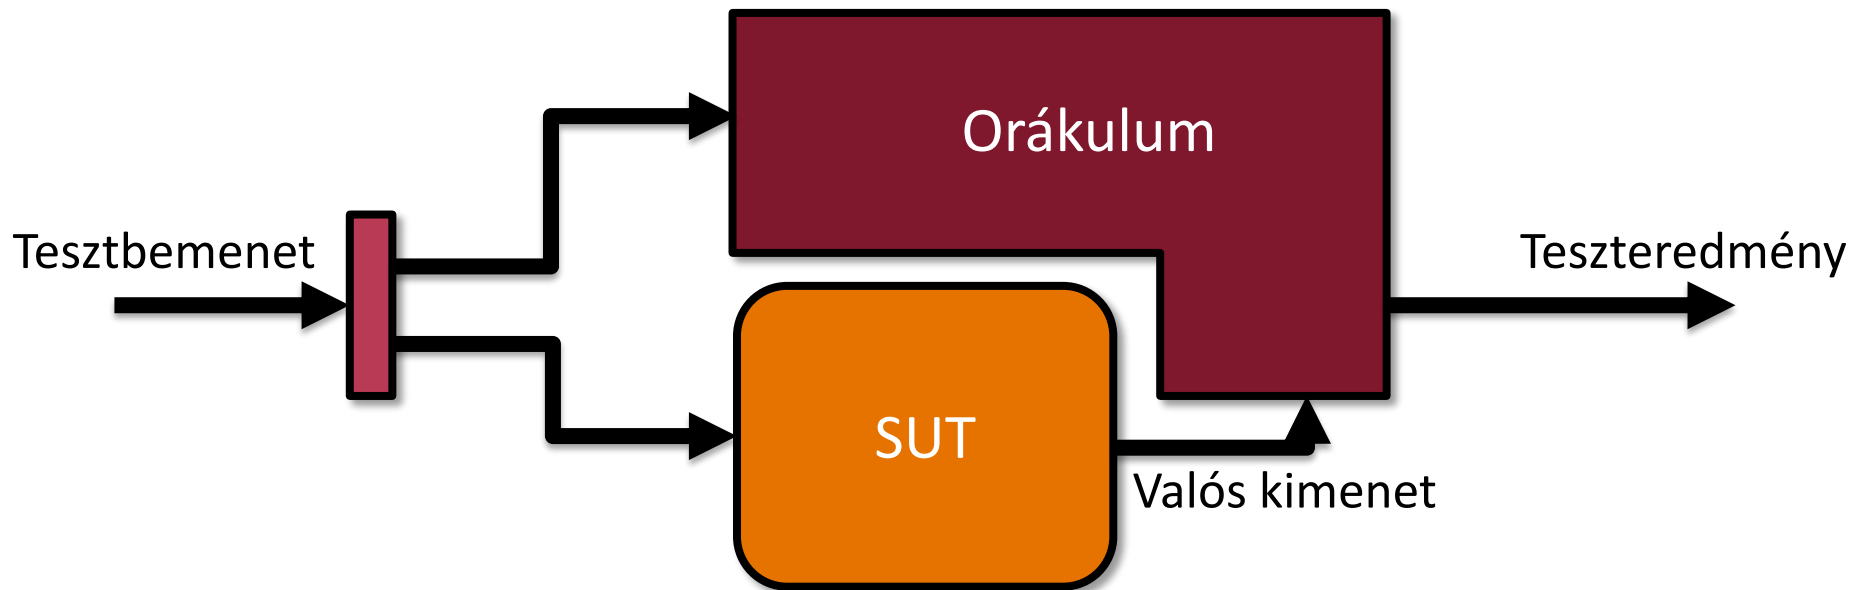 Orákulum
Tesztbemenet
Teszteredmény
SUT
Valós kimenet